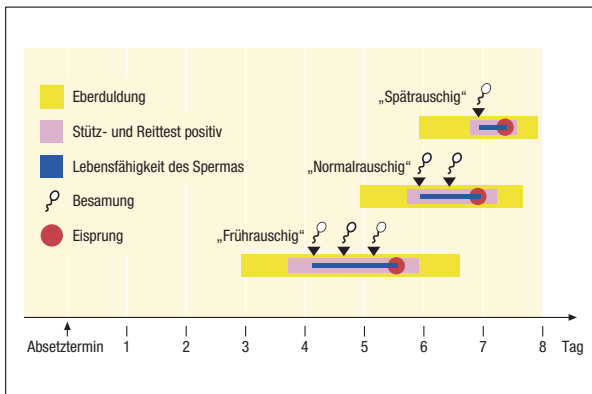 Eberduldung
Stütz- und Reittest positiv
Lebensfähigkeit des Spermas
Besamung
Eisprung
„Spätrauschig“
„Normalrauschig“
„Frührauschig“
Absetztermin 1 2 3 4 5 6 7 8 Tag